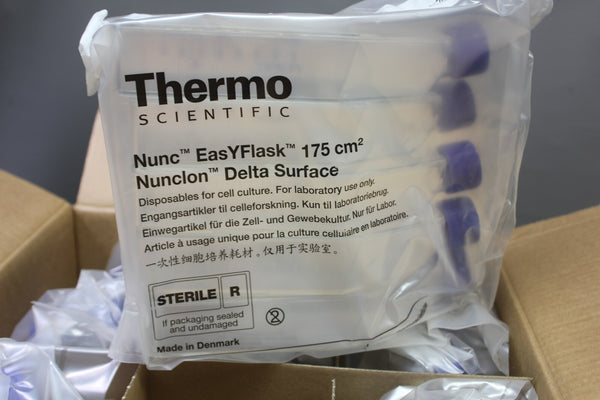 Thermo
SCIENTIFIC
Nunc™ EasYFlask™ 175 cm²
Nunclon™ Delta Surface
Disposables for cell culture. For laboratory use only.
Engangsartikler til celleforskning. Kun til laboratoriebrug.
Einwegartikel für die Zell- und Gewebekultur. Nur für Labor.
Article à usage unique pour la culture cellulaire en laboratoire.
一次性细胞培养耗材。仅用于实验室。
STERILE R
If packaging sealed
and undamaged
2
Made in Denmark